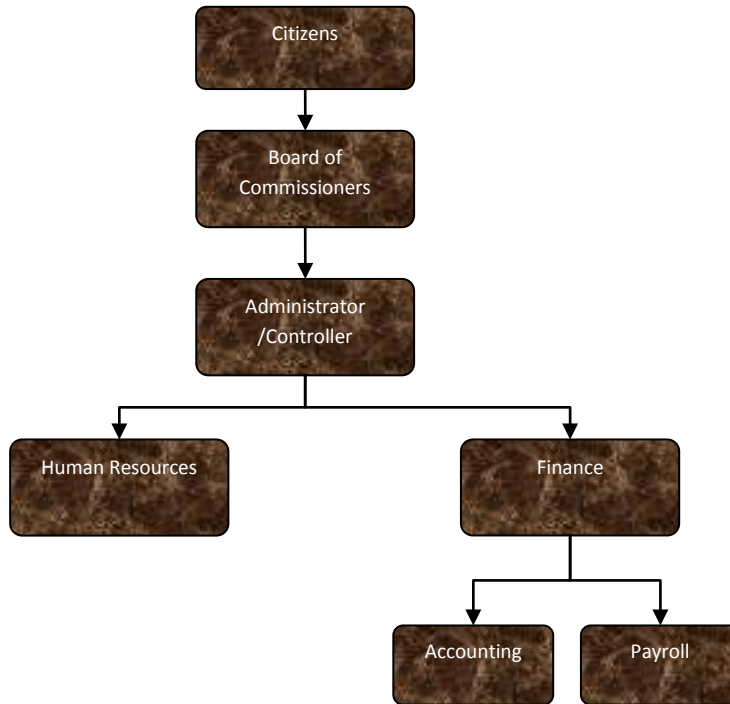 Citizens
Board of
Commissioners
Administrator
/Controller
Human Resources
Finance
Accounting
Payroll